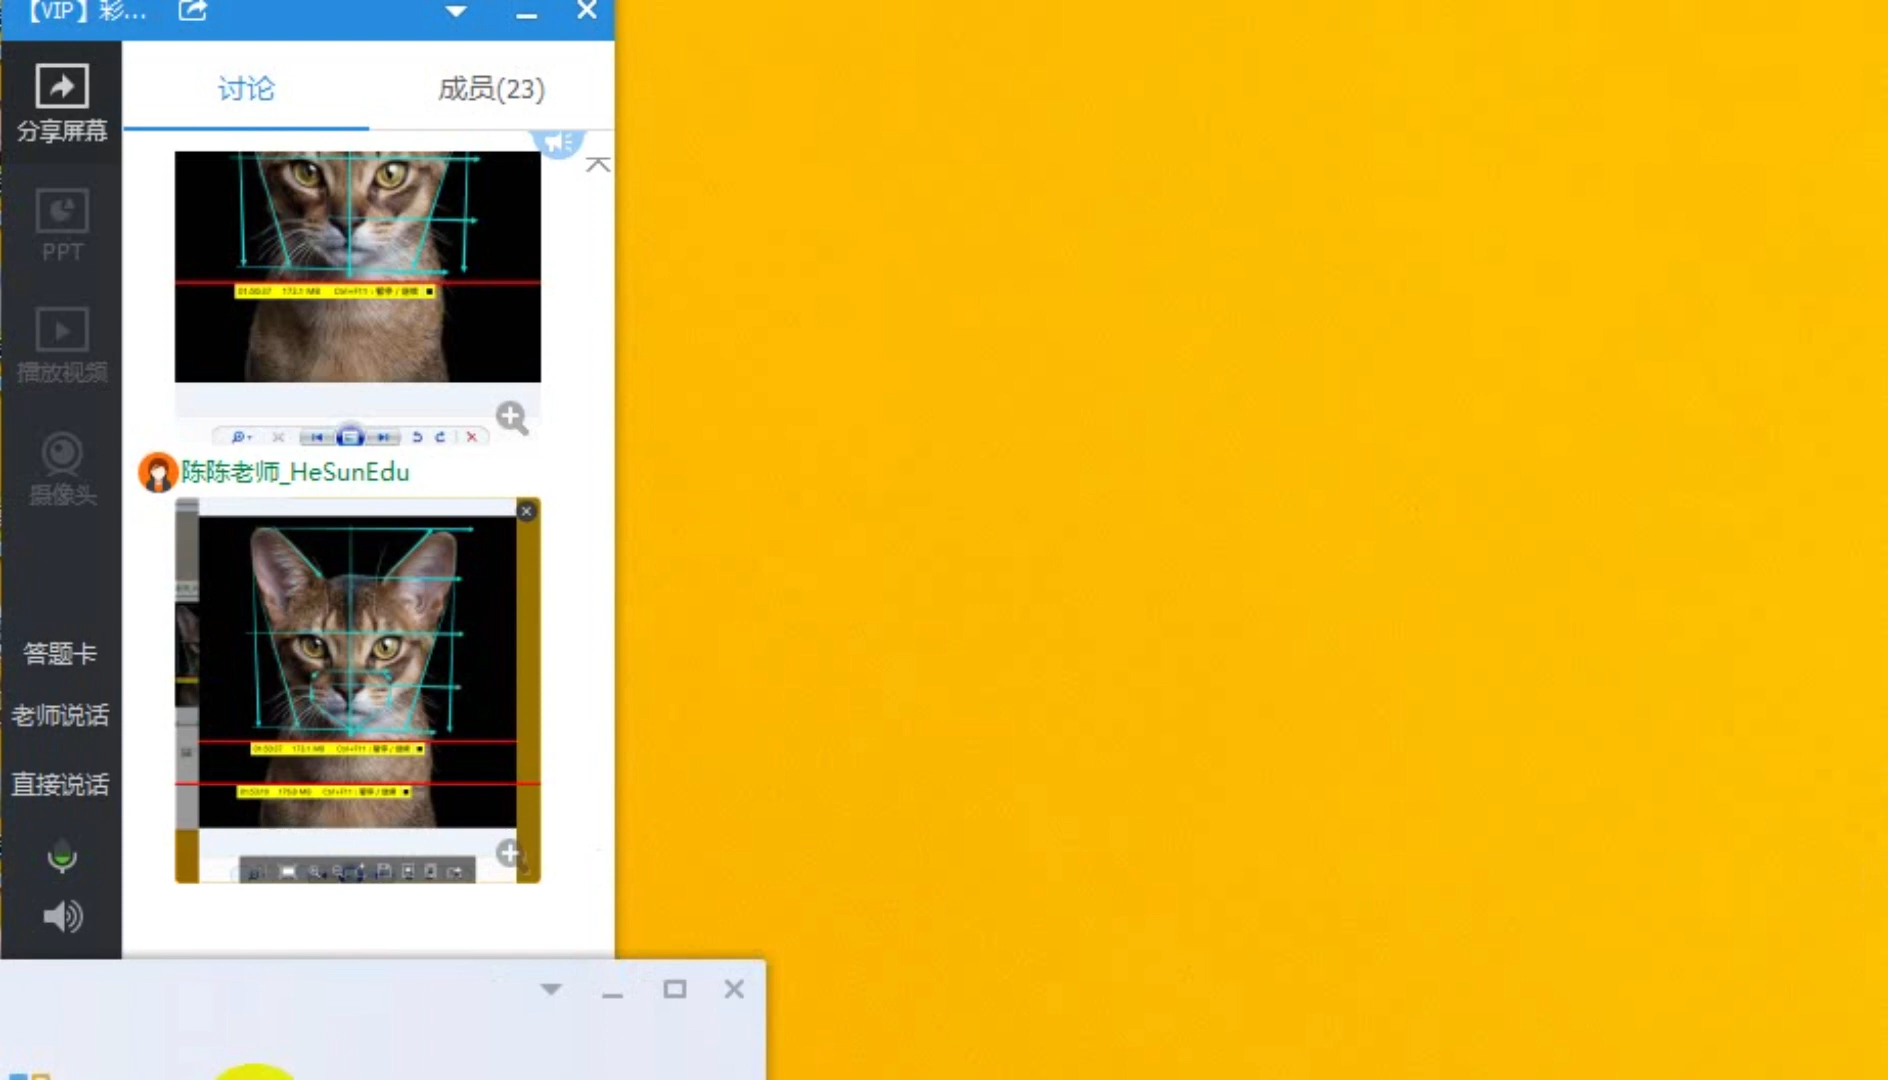 【VIP】彩...
讨论
成员(23)
分享屏幕
PPT
播放视频
摄像头
陈陈老师_HeSunEdu
答题卡
老师说话
直接说话